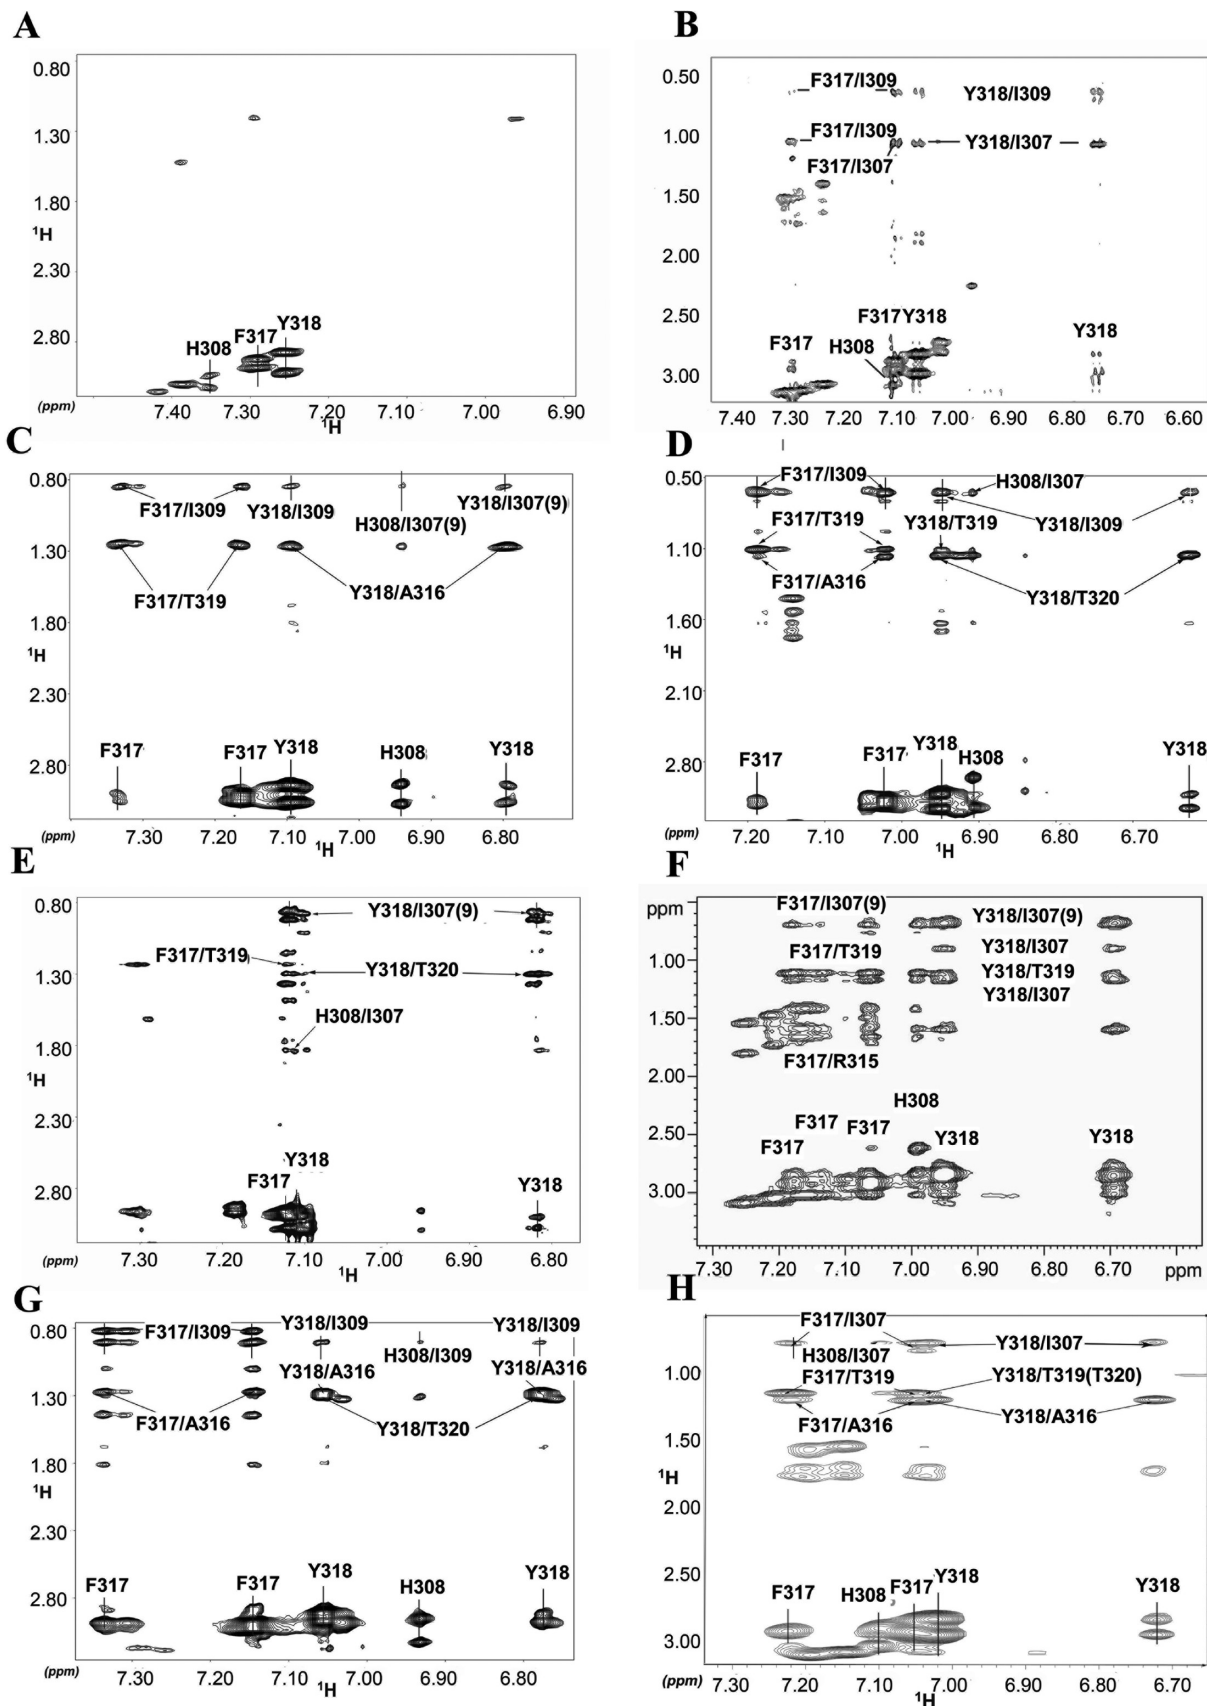 A
0.80
1.30
1.80
¹H
2.30
2.80
H308
F317
Y318
(ppm)
7.40
7.30
7.20
7.10
7.00
6.90
¹H
B
0.50
1.00
1.50
2.00
2.50
3.00
F317/I309
Y318/I309
F317/I309
Y318/I307
F317/I307
F317
H308
F317
Y318
Y318
7.40
7.30
7.20
7.10
7.00
6.90
6.80
6.70
6.60
C
0.80
1.30
1.80
¹H
2.30
2.80
F317/I309
Y318/I309
H308/I307(9)
Y318/I307(9)
F317/T319
Y318/A316
F317
F317
Y318
H308
Y318
(ppm)
7.30
7.20
7.10
7.00
6.90
6.80
¹H
D
0.50
1.10
1.60
¹H
2.10
2.80
F317/I309
H308/I307
F317/T319
Y318/T319
Y318/I309
F317/A316
Y318/T320
F317
F317
Y318
H308
Y318
(ppm)
7.20
7.10
7.00
6.90
6.80
6.70
¹H
E
0.80
1.30
1.80
¹H
2.30
2.80
Y318/I307(9)
F317/T319
Y318/T320
H308/I307
F317
Y318
Y318
(ppm)
7.30
7.20
7.10
7.00
6.90
6.80
¹H
F
ppm
1.00
1.50
2.00
2.50
3.00
F317/I307(9)
Y318/I307(9)
F317/T319
Y318/I307
Y318/T319
Y318/I307
F317/R315
H308
F317
F317
F317
Y318
Y318
7.30
7.20
7.10
7.00
6.90
6.80
6.70
ppm
G
0.80
1.30
1.80
¹H
2.30
2.80
F317/I309
Y318/I309
Y318/I309
H308/I309
Y318/A316
Y318/A316
F317/A316
Y318/T320
F317
F317
Y318
H308
Y318
(ppm)
7.30
7.20
7.10
7.00
6.90
6.80
¹H
H
1.00
1.50
¹H
2.00
2.50
3.00
F317/I307
Y318/I307
H308/I307
F317/T319
Y318/T319(T320)
F317/A316
Y318/A316
F317
H308
F317
Y318
Y318
(ppm)
7.30
7.20
7.10
7.00
6.90
6.80
6.70
¹H